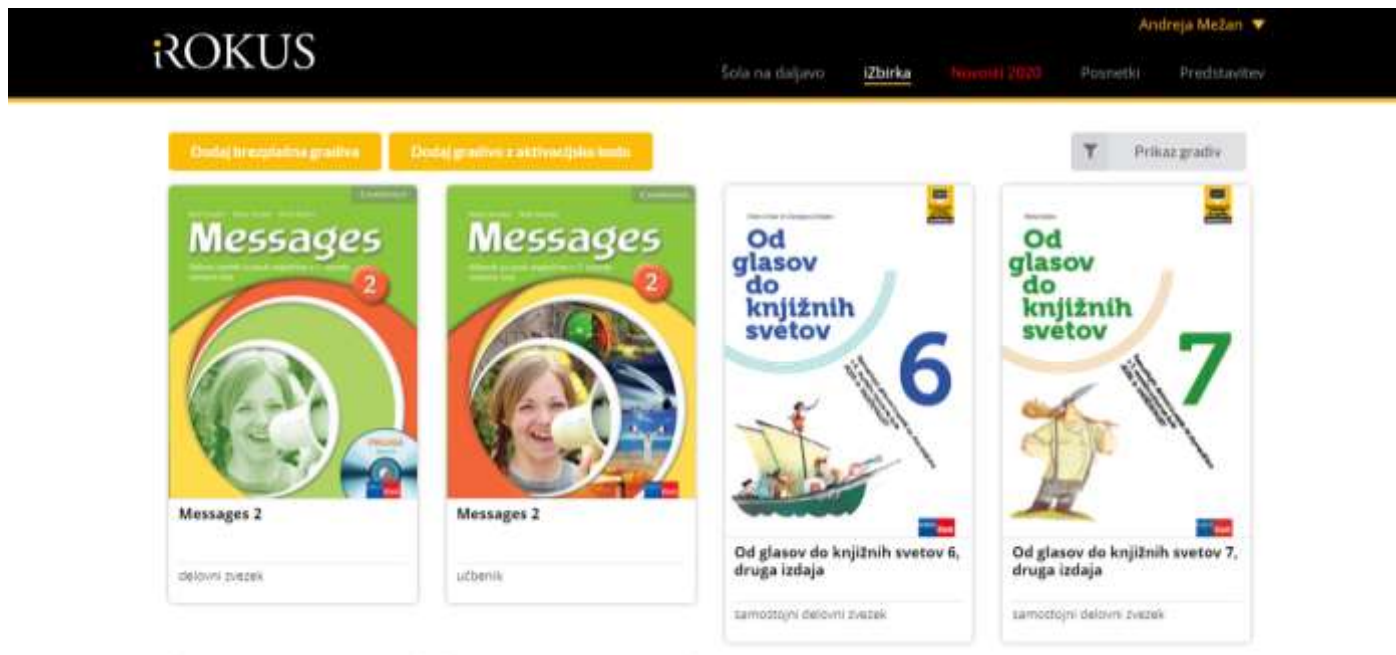 iROKUS
Andreja Mežan
Šola na daljavo
iZbirka
Novosti 2020
Posnetki
Predstavitev
Dodaj brezplačna gradiva
Dodaj gradivo z aktivacijsko kodo
Prikaz gradiv
Messages
2
Messages 2
delovni zvezek
Messages
2
Messages 2
učbenik
Od
glasov
do
knjižnih
svetov
6
Od glasov do knjižnih svetov 6,
druga izdaja
samostojni delovni zvezek
Od
glasov
do
knjižnih
svetov
7
Od glasov do knjižnih svetov 7,
druga izdaja
samostojni delovni zvezek